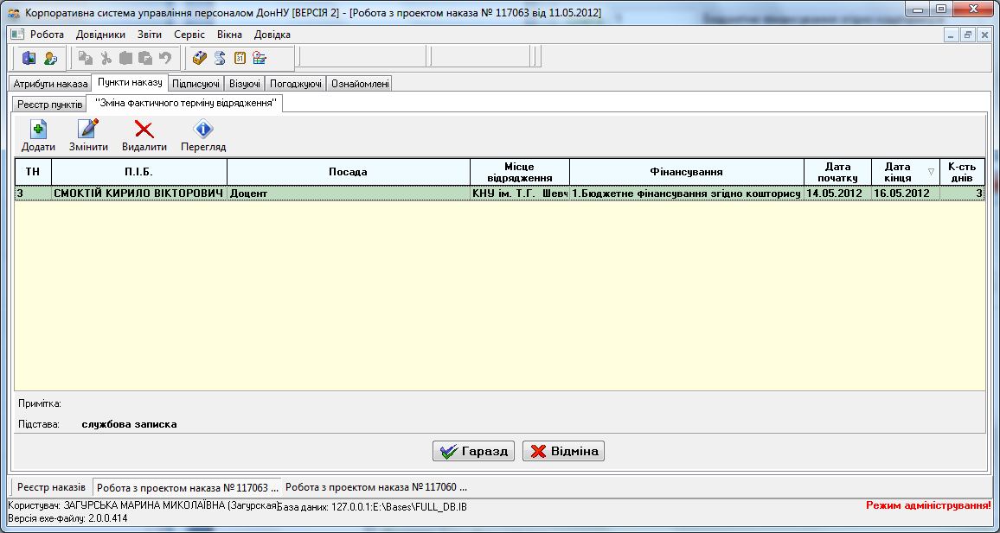 Корпоративна система управління персоналом ДонНУ [ВЕРСІЯ 2] - [Робота з проектом наказа № 117063 від 11.05.2012]
Робота Довідники Звіти Сервіс Вікна Довідка
Атрибути наказа Пункти наказу Підписуючі Візуючі Погоджуючі Ознайомлені
Реєстр пунктів "Зміна фактичного терміну відрядження"
Додати Змінити Видалити Перегляд
ТН П.І.Б. Посада Місце відрядження Фінансування Дата початку Дата кінця К-сть днів
3 СМОКТІЙ КИРИЛО ВІКТОРОВИЧ Доцент КНУ ім. Т.Г. Шевч 1.Бюджетне фінансування згідно кошторису 14.05.2012 16.05.2012 3
Примітка:
Підстава: службова записка
Гаразд Відміна
Реєстр наказів Робота з проектом наказа № 117063 ... Робота з проектом наказа № 117060 ...
Користувач: ЗАГУРСЬКА МАРИНА МИКОЛАЇВНА (Загурская) База даних: 127.0.0.1:E:\Bases\FULL_DB.IB Режим адміністрування!
Версія exe-файлу: 2.0.0.414